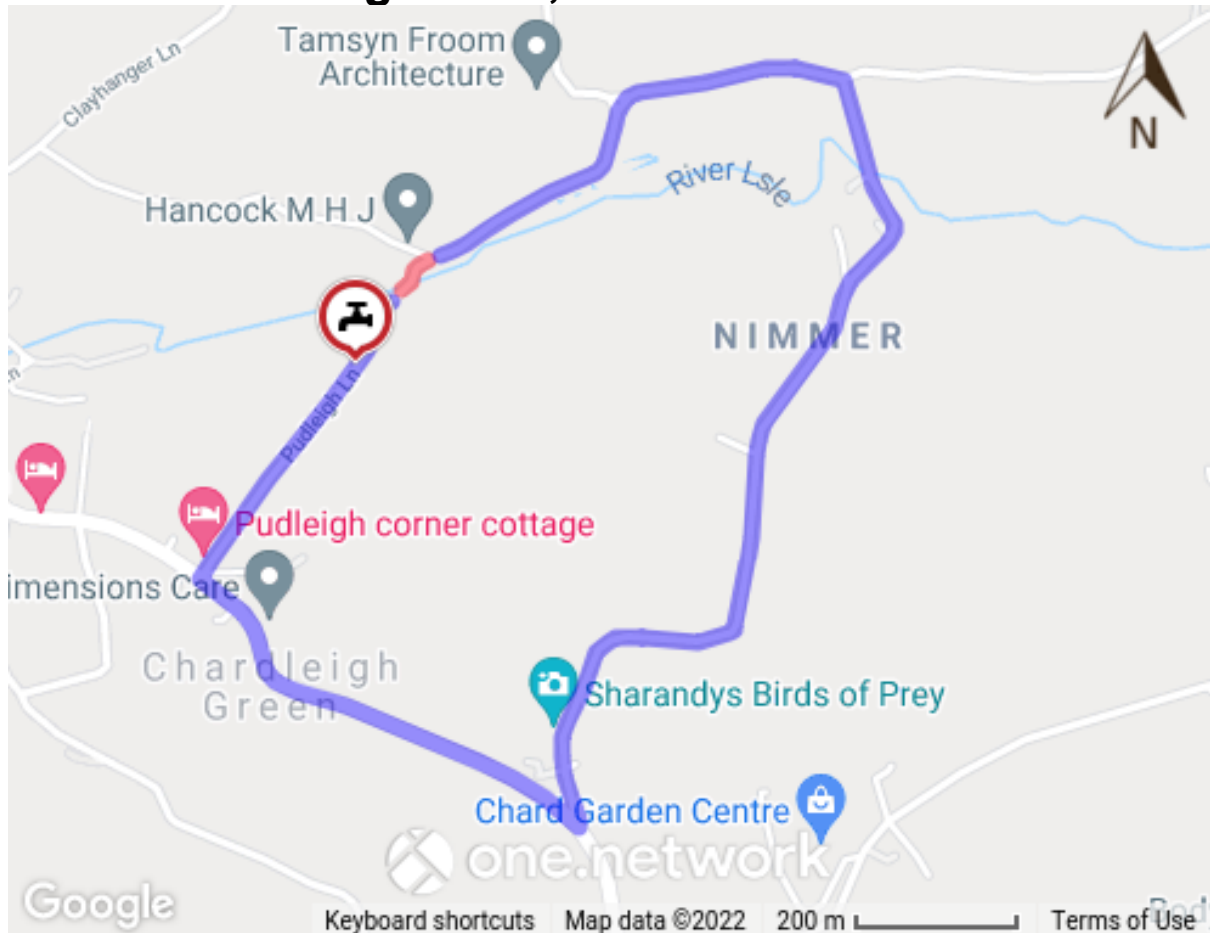 Tamsyn Froom
Architecture
Clayhanger Ln
N
River Lsle
Hancock M H J
NIMMER
Pudleigh Ln
Pudleigh corner cottage
imensions Care
Chardleigh
Green
Sharandys Birds of Prey
Chard Garden Centre
one.network
Google
Keyboard shortcuts Map data ©2022 200 m Terms of Use